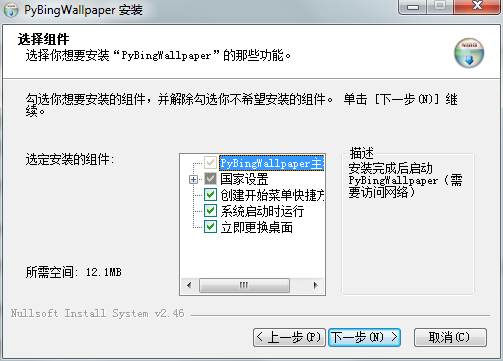 PyBingWallpaper 安装
选择组件
选择你想要安装“PyBingWallpaper”的那些功能。
勾选你想要安装的组件，并解除勾选你不希望安装的组件。 单击 [下一步(N)] 继
续。
选定安装的组件:
PyBingWallpaper主
国家设置
创建开始菜单快捷方
系统启动时运行
立即更换桌面
描述
安装完成后启动
PyBingWallpaper（需
要访问网络）
所需空间: 12.1MB
Nullsoft Install System v2.46
< 上一步(P)
下一步(N) >
取消(C)